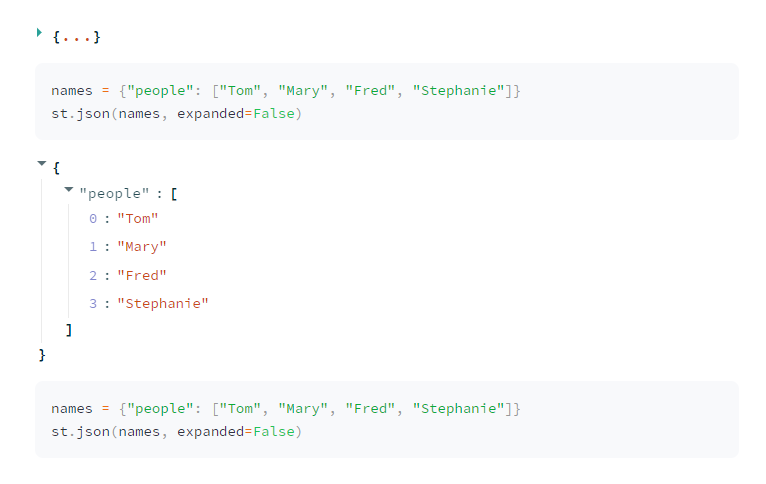 {...}
names = {"people": ["Tom", "Mary", "Fred", "Stephanie"]}
st.json(names, expanded=False)
{
"people" : [
0 : "Tom"
1 : "Mary"
2 : "Fred"
3 : "Stephanie"
]
}
names = {"people": ["Tom", "Mary", "Fred", "Stephanie"]}
st.json(names, expanded=False)